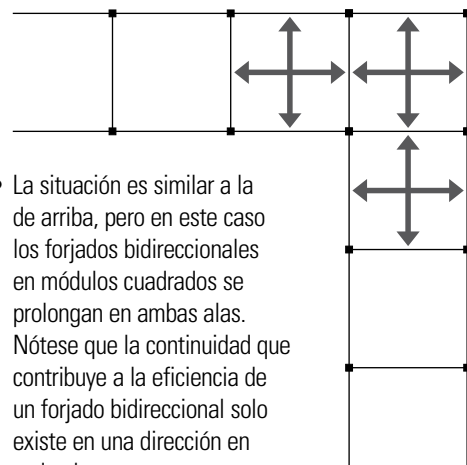 • La situación es similar a la
de arriba, pero en este caso
los forjados bidireccionales
en módulos cuadrados se
prolongan en ambas alas.
Nótese que la continuidad que
contribuye a la eficiencia de
un forjado bidireccional solo
existe en una dirección en